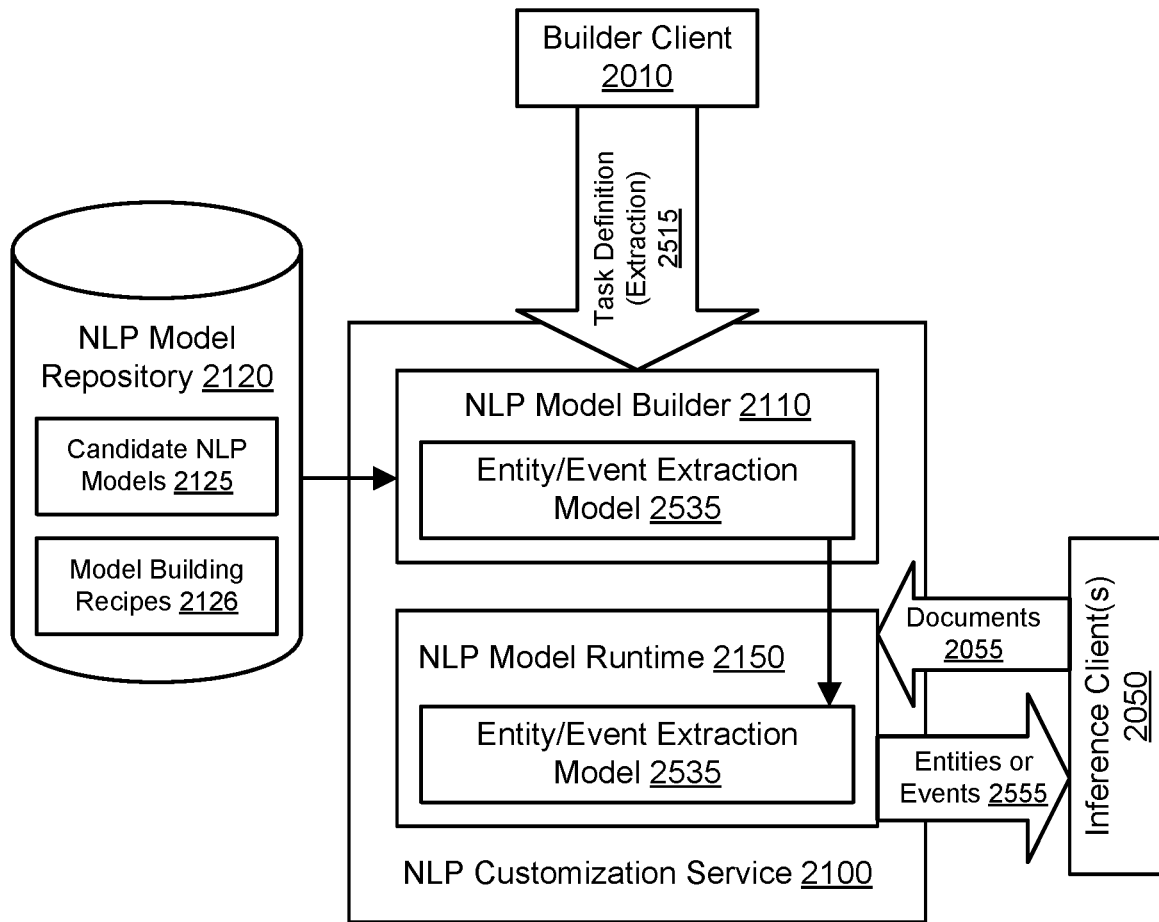 Builder Client
2010
Task Definition
(Extraction)
2515
NLP Model
Repository 2120
Candidate NLP
Models 2125
Model Building
Recipes 2126
NLP Model Builder 2110
Entity/Event Extraction
Model 2535
NLP Model Runtime 2150
Entity/Event Extraction
Model 2535
NLP Customization Service 2100
Documents
2055
Entities or
Events 2555
Inference Client(s)
2050